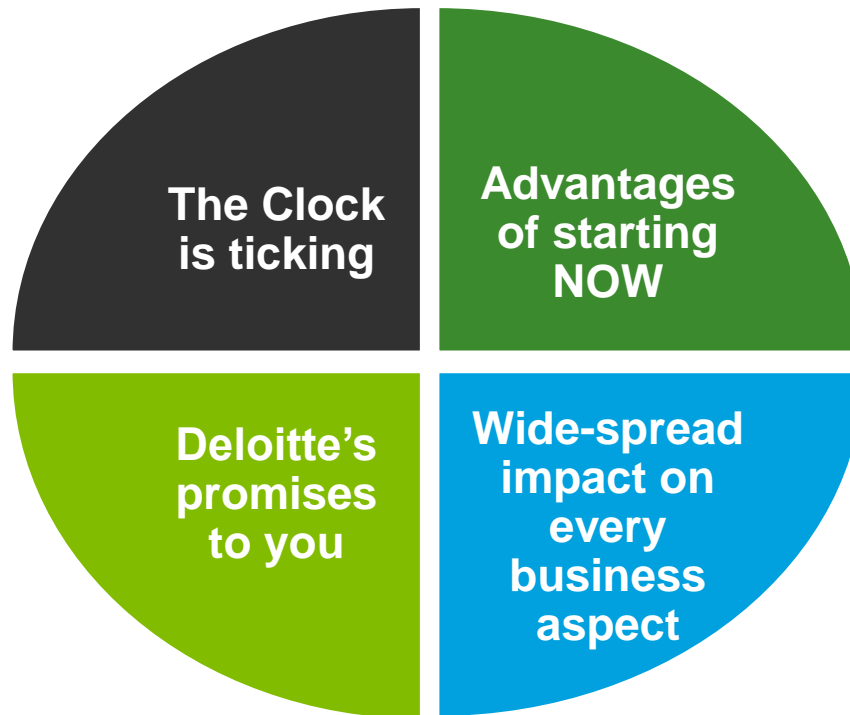 The Clock
is ticking
Advantages
of starting
NOW
Deloitte’s
promises
to you
Wide-spread
impact on
every
business
aspect